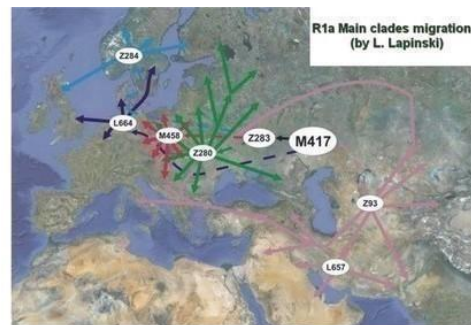 R1a Main clades migration
(by L. Lapinski)
Z284
L664
M458
Z280
Z283
M417
Z93
L657